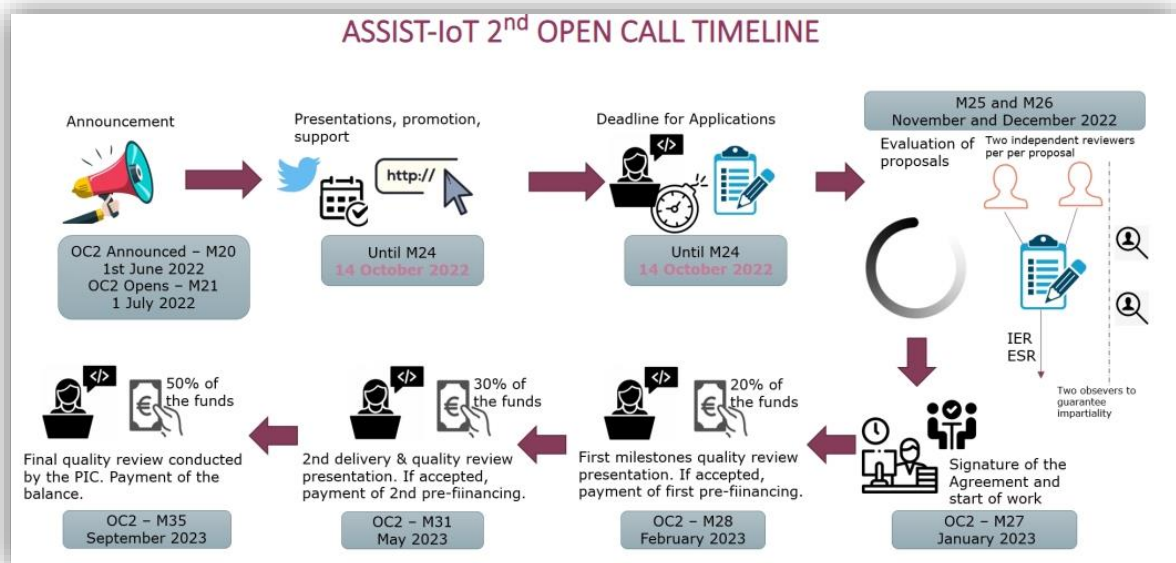 ASSIST-IoT 2nd OPEN CALL TIMELINE
Announcement
OC2 Announced – M20
1st June 2022
OC2 Opens – M21
1 July 2022
Presentations, promotion,
support
http://
Until M24
14 October 2022
Deadline for Applications
</>
Until M24
14 October 2022
M25 and M26
November and December 2022
Evaluation of
proposals
Two independent reviewers
per per proposal
IER
ESR
Two obsevers to
guarantee
impartiality
Signature of the
Agreement and
start of work
OC2 – M27
January 2023
</>
20% of
the funds
€
First milestones quality review
presentation. If accepted,
payment of first pre-fiinancing.
OC2 – M28
February 2023
</>
30% of
the funds
€
2nd delivery & quality review
presentation. If accepted,
payment of 2nd pre-fiinancing.
OC2 – M31
May 2023
</>
50% of
the funds
€
Final quality review conducted
by the PIC. Payment of the
balance.
OC2 – M35
September 2023